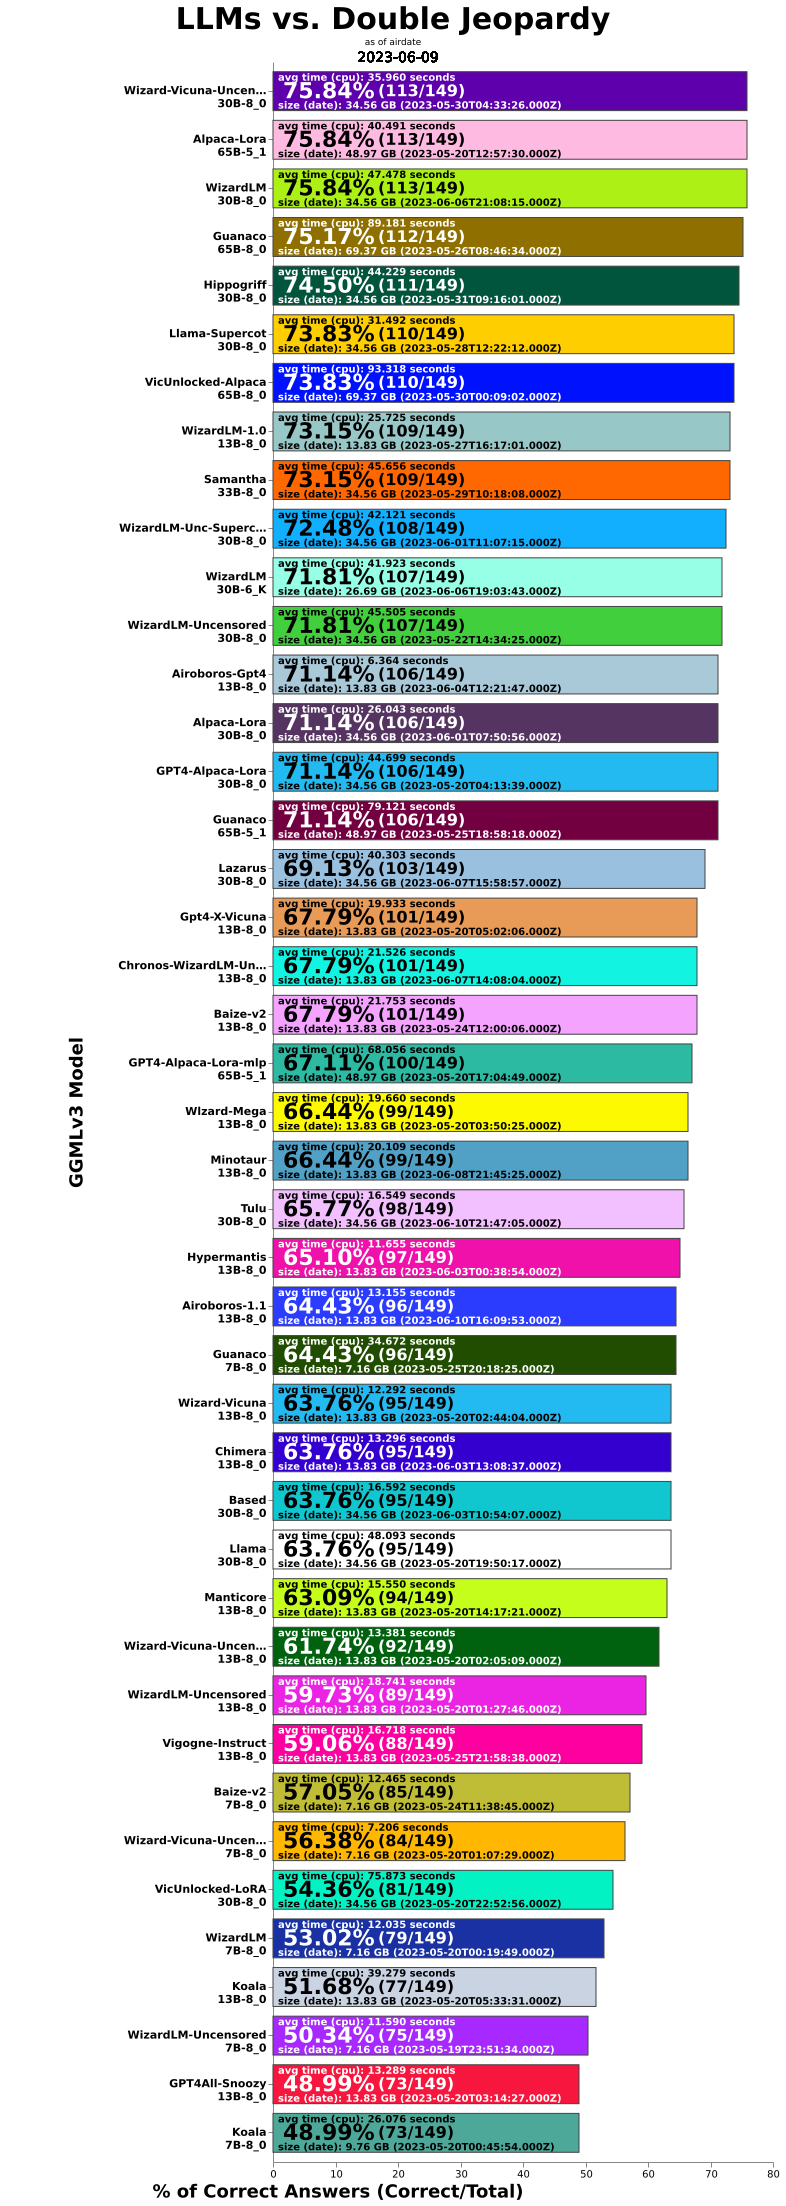 LLMs vs. Double Jeopardy
as of airdate
2023-06-09
GGMLv3 Model
Wizard-Vicuna-Uncen...
30B-8_0
avg time (cpu): 35.960 seconds
75.84% (113/149)
size (date): 34.56 GB (2023-05-30T04:33:26.000Z)
Alpaca-Lora
65B-5_1
avg time (cpu): 40.491 seconds
75.84% (113/149)
size (date): 48.97 GB (2023-05-20T12:57:30.000Z)
WizardLM
30B-8_0
avg time (cpu): 47.478 seconds
75.84% (113/149)
size (date): 34.56 GB (2023-06-06T21:08:15.000Z)
Guanaco
65B-8_0
avg time (cpu): 89.181 seconds
75.17% (112/149)
size (date): 69.37 GB (2023-05-26T08:46:34.000Z)
Hippogriff
30B-8_0
avg time (cpu): 44.229 seconds
74.50% (111/149)
size (date): 34.56 GB (2023-05-31T09:16:01.000Z)
Llama-Supercot
30B-8_0
avg time (cpu): 31.492 seconds
73.83% (110/149)
size (date): 34.56 GB (2023-05-28T12:22:12.000Z)
VicUnlocked-Alpaca
65B-8_0
avg time (cpu): 93.318 seconds
73.83% (110/149)
size (date): 69.37 GB (2023-05-30T00:09:02.000Z)
WizardLM-1.0
13B-8_0
avg time (cpu): 25.725 seconds
73.15% (109/149)
size (date): 13.83 GB (2023-05-27T16:17:01.000Z)
Samantha
33B-8_0
avg time (cpu): 45.656 seconds
73.15% (109/149)
size (date): 34.56 GB (2023-05-29T10:18:08.000Z)
WizardLM-Unc-Superc...
30B-8_0
avg time (cpu): 42.121 seconds
72.48% (108/149)
size (date): 34.56 GB (2023-06-01T11:07:15.000Z)
WizardLM
30B-6_K
avg time (cpu): 41.923 seconds
71.81% (107/149)
size (date): 26.69 GB (2023-06-06T19:03:43.000Z)
WizardLM-Uncensored
30B-8_0
avg time (cpu): 45.505 seconds
71.81% (107/149)
size (date): 34.56 GB (2023-05-22T14:34:25.000Z)
Airoboros-Gpt4
13B-8_0
avg time (cpu): 6.364 seconds
71.14% (106/149)
size (date): 13.83 GB (2023-06-04T12:21:47.000Z)
Alpaca-Lora
30B-8_0
avg time (cpu): 26.043 seconds
71.14% (106/149)
size (date): 34.56 GB (2023-06-01T07:50:56.000Z)
GPT4-Alpaca-Lora
30B-8_0
avg time (cpu): 44.699 seconds
71.14% (106/149)
size (date): 34.56 GB (2023-05-20T04:13:39.000Z)
Guanaco
65B-5_1
avg time (cpu): 79.121 seconds
71.14% (106/149)
size (date): 48.97 GB (2023-05-25T18:58:18.000Z)
Lazarus
30B-8_0
avg time (cpu): 40.303 seconds
69.13% (103/149)
size (date): 34.56 GB (2023-06-07T15:58:57.000Z)
Gpt4-X-Vicuna
13B-8_0
avg time (cpu): 19.933 seconds
67.79% (101/149)
size (date): 13.83 GB (2023-05-20T05:02:06.000Z)
Chronos-WizardLM-Un...
13B-8_0
avg time (cpu): 21.526 seconds
67.79% (101/149)
size (date): 13.83 GB (2023-06-07T14:08:04.000Z)
Baize-v2
13B-8_0
avg time (cpu): 21.753 seconds
67.79% (101/149)
size (date): 13.83 GB (2023-05-24T12:00:06.000Z)
GPT4-Alpaca-Lora-mlp
65B-5_1
avg time (cpu): 68.056 seconds
67.11% (100/149)
size (date): 48.97 GB (2023-05-20T17:04:49.000Z)
WIzard-Mega
13B-8_0
avg time (cpu): 19.660 seconds
66.44% (99/149)
size (date): 13.83 GB (2023-05-20T03:50:25.000Z)
Minotaur
13B-8_0
avg time (cpu): 20.109 seconds
66.44% (99/149)
size (date): 13.83 GB (2023-06-08T21:45:25.000Z)
Tulu
30B-8_0
avg time (cpu): 16.549 seconds
65.77% (98/149)
size (date): 34.56 GB (2023-06-10T21:47:05.000Z)
Hypermantis
13B-8_0
avg time (cpu): 11.655 seconds
65.10% (97/149)
size (date): 13.83 GB (2023-06-03T00:38:54.000Z)
Airoboros-1.1
13B-8_0
avg time (cpu): 13.155 seconds
64.43% (96/149)
size (date): 13.83 GB (2023-06-10T16:09:53.000Z)
Guanaco
7B-8_0
avg time (cpu): 34.672 seconds
64.43% (96/149)
size (date): 7.16 GB (2023-05-25T20:18:25.000Z)
Wizard-Vicuna
13B-8_0
avg time (cpu): 12.292 seconds
63.76% (95/149)
size (date): 13.83 GB (2023-05-20T02:44:04.000Z)
Chimera
13B-8_0
avg time (cpu): 13.296 seconds
63.76% (95/149)
size (date): 13.83 GB (2023-06-03T13:08:37.000Z)
Based
30B-8_0
avg time (cpu): 16.592 seconds
63.76% (95/149)
size (date): 34.56 GB (2023-06-03T10:54:07.000Z)
Llama
30B-8_0
avg time (cpu): 48.093 seconds
63.76% (95/149)
size (date): 34.56 GB (2023-05-20T19:50:17.000Z)
Manticore
13B-8_0
avg time (cpu): 15.550 seconds
63.09% (94/149)
size (date): 13.83 GB (2023-05-20T14:17:21.000Z)
Wizard-Vicuna-Uncen...
13B-8_0
avg time (cpu): 13.381 seconds
61.74% (92/149)
size (date): 13.83 GB (2023-05-20T02:05:09.000Z)
WizardLM-Uncensored
13B-8_0
avg time (cpu): 18.741 seconds
59.73% (89/149)
size (date): 13.83 GB (2023-05-20T01:27:46.000Z)
Vigogne-Instruct
13B-8_0
avg time (cpu): 16.718 seconds
59.06% (88/149)
size (date): 13.83 GB (2023-05-25T21:58:38.000Z)
Baize-v2
7B-8_0
avg time (cpu): 12.465 seconds
57.05% (85/149)
size (date): 7.16 GB (2023-05-24T11:38:45.000Z)
Wizard-Vicuna-Uncen...
7B-8_0
avg time (cpu): 7.206 seconds
56.38% (84/149)
size (date): 7.16 GB (2023-05-20T01:07:29.000Z)
VicUnlocked-LoRA
30B-8_0
avg time (cpu): 75.873 seconds
54.36% (81/149)
size (date): 34.56 GB (2023-05-20T22:52:56.000Z)
WizardLM
7B-8_0
avg time (cpu): 12.035 seconds
53.02% (79/149)
size (date): 7.16 GB (2023-05-20T00:19:49.000Z)
Koala
13B-8_0
avg time (cpu): 39.279 seconds
51.68% (77/149)
size (date): 13.83 GB (2023-05-20T05:33:31.000Z)
WizardLM-Uncensored
7B-8_0
avg time (cpu): 11.590 seconds
50.34% (75/149)
size (date): 7.16 GB (2023-05-19T23:51:34.000Z)
GPT4All-Snoozy
13B-8_0
avg time (cpu): 13.289 seconds
48.99% (73/149)
size (date): 13.83 GB (2023-05-20T03:14:27.000Z)
Koala
7B-8_0
avg time (cpu): 26.076 seconds
48.99% (73/149)
size (date): 9.76 GB (2023-05-20T00:45:54.000Z)
0 10 20 30 40 50 60 70 80
% of Correct Answers (Correct/Total)